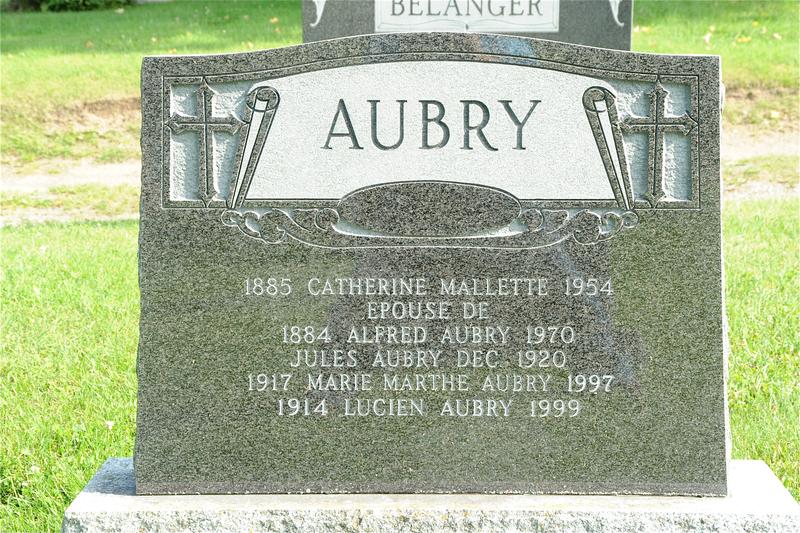 BELANGER
AUBRY
1885 CATHERINE MALLETTE 1954
EPOUSE DE
1884 ALFRED AUBRY 1970
JULES AUBRY DEC 1920
1917 MARIE MARTHE AUBRY 1997
1914 LUCIEN AUBRY 1999